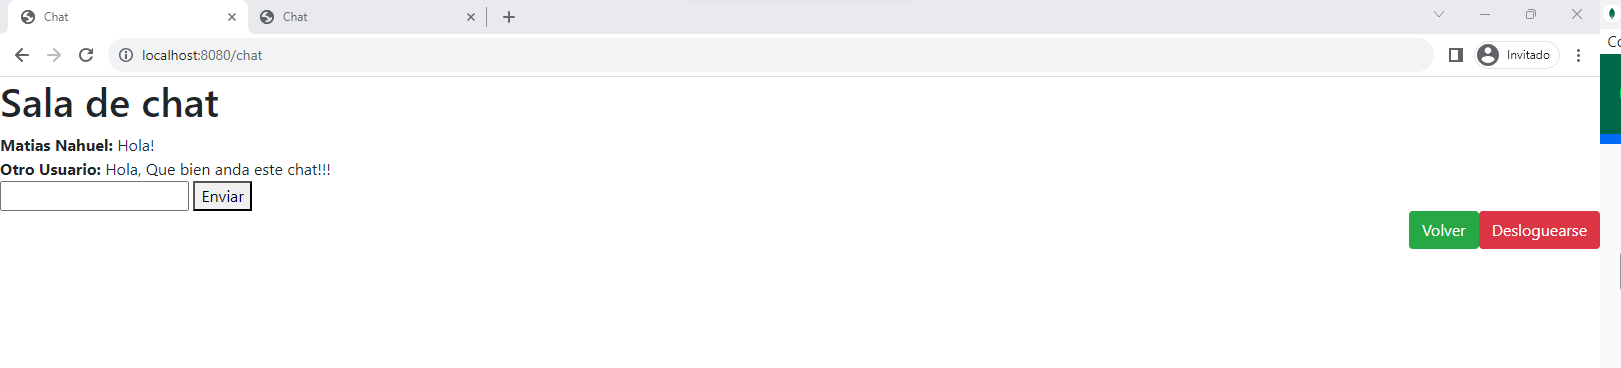 Chat
Chat
localhost:8080/chat
Invitado
Sala de chat
Matias Nahuel: Hola!
Otro Usuario: Hola, Que bien anda este chat!!!
Enviar
Volver
Desloguearse